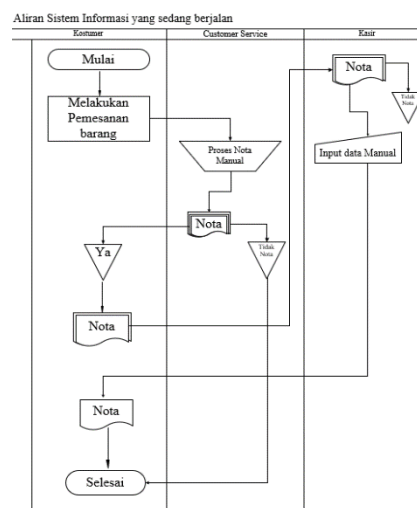 Aliran Sistem Informasi yang sedang berjalan
Kostumer
Customer Service
Kasir
Mulai
Melakukan
Pemesanan
barang
Proses Nota
Manual
Nota
Tidak
Nota
Ya
Nota
Nota
Tidak
Nota
Input data Manual
Nota
Selesai